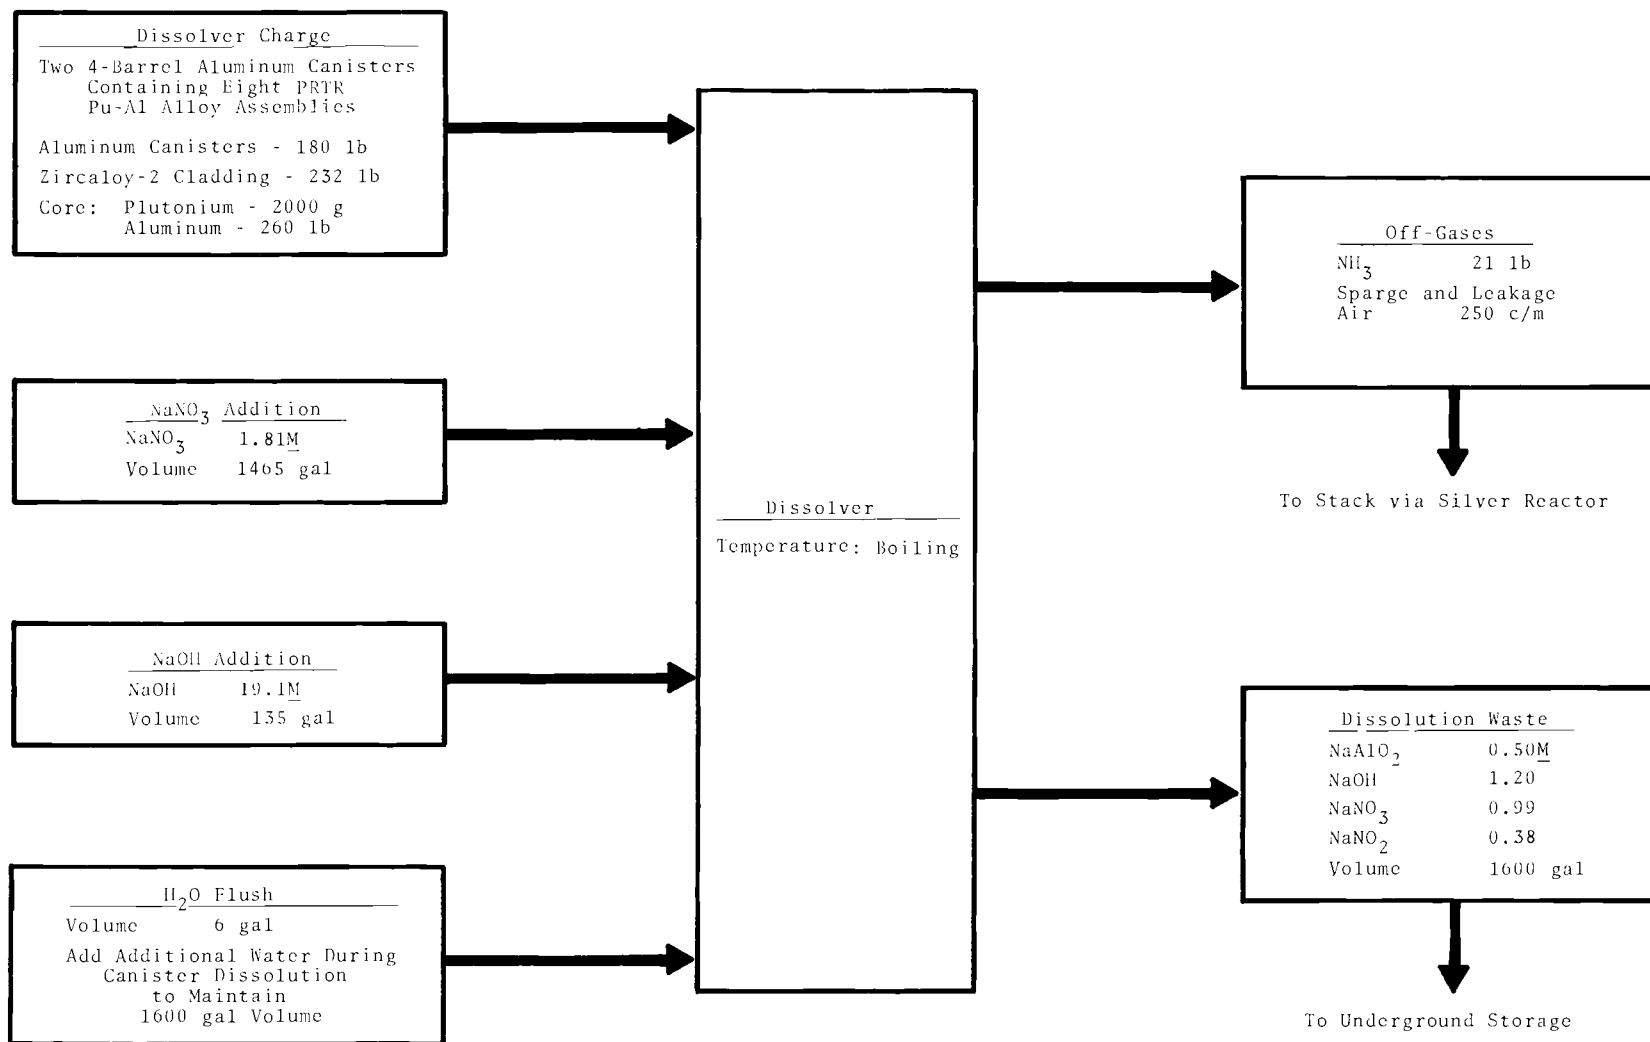 Dissolver Charge
Two 4-Barrel Aluminum Canisters
Containing Eight PRTR
Pu-Al Alloy Assemblies
Aluminum Canisters - 180 lb
Zircaloy-2 Cladding - 232 lb
Core: Plutonium - 2000 g
Aluminum - 260 lb
NaNO3 Addition
NaNO3 1.81M
Volume 1465 gal
NaOH Addition
NaOH 19.1M
Volume 135 gal
H2O Flush
Volume 6 gal
Add Additional Water During
Canister Dissolution
to Maintain
1600 gal Volume
Dissolver
Temperature: Boiling
Off-Gases
NH3 21 lb
Sparge and Leakage
Air 250 c/m
To Stack via Silver Reactor
Dissolution Waste
NaAlO2 0.50M
NaOH 1.20
NaNO3 0.99
NaNO2 0.38
Volume 1600 gal
To Underground Storage